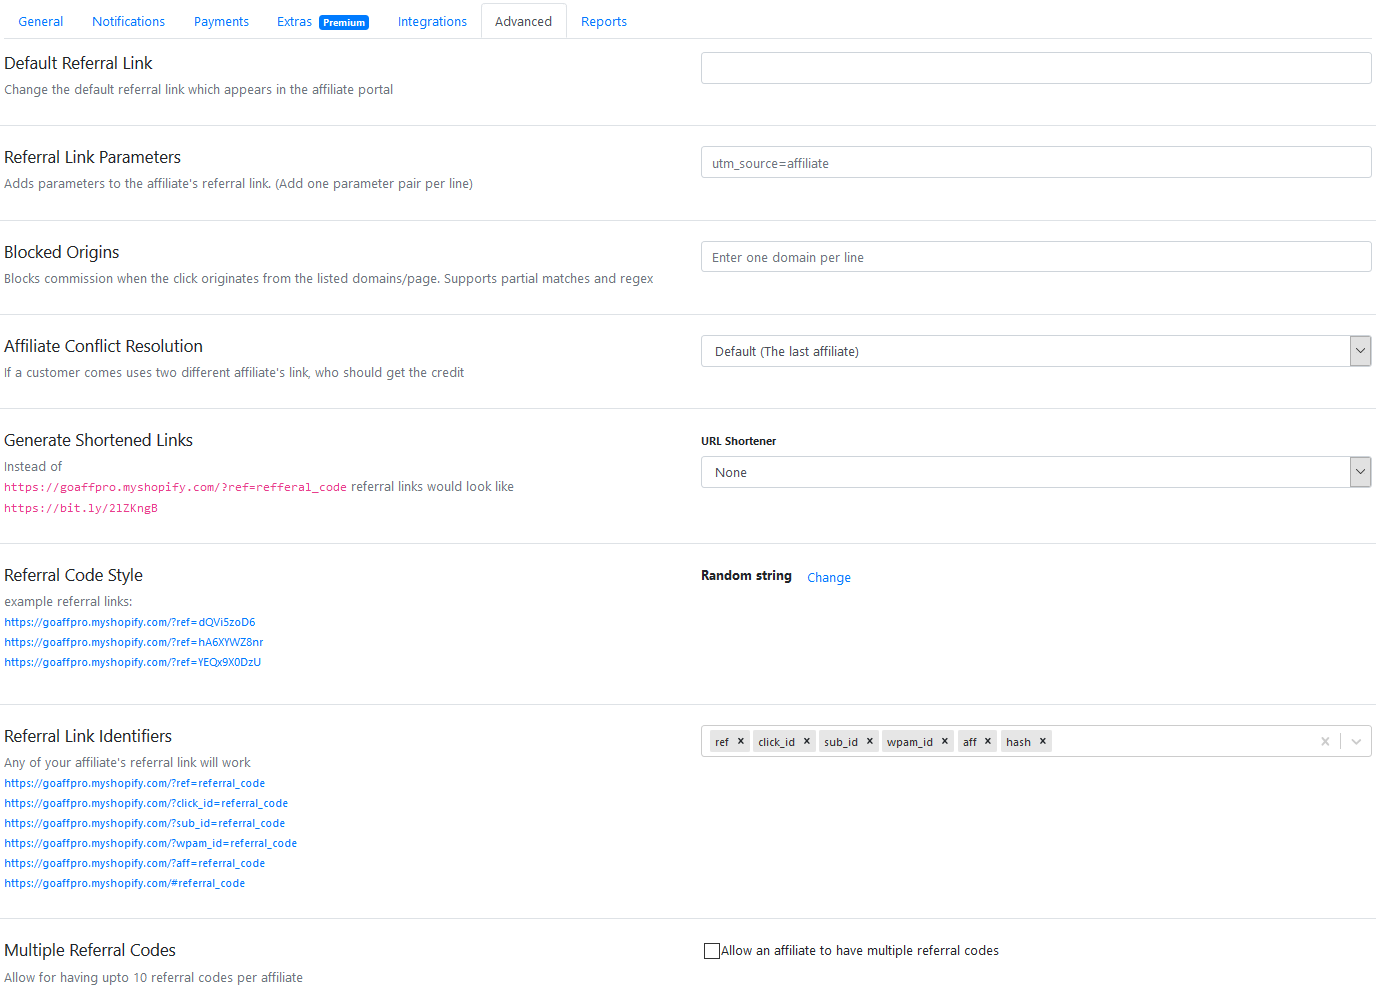 General Notifications Payments Extras Premium Integrations Advanced Reports
Default Referral Link
Change the default referral link which appears in the affiliate portal
Referral Link Parameters
utm_source=affiliate
Adds parameters to the affiliate's referral link. (Add one parameter pair per line)
Blocked Origins
Enter one domain per line
Blocks commission when the click originates from the listed domains/page. Supports partial matches and regex
Affiliate Conflict Resolution
Default (The last affiliate)
If a customer comes uses two different affiliate's link, who should get the credit
Generate Shortened Links
URL Shortener
Instead of
None
https://goaffpro.myshopify.com/?ref=refferal_code referral links would look like
https://bit.ly/2lZKngB
Referral Code Style
Random string Change
example referral links:
https://goaffpro.myshopify.com/?ref=dQVi5zoD6
https://goaffpro.myshopify.com/?ref=hA6XYWZ8nr
https://goaffpro.myshopify.com/?ref=YEQx9X0DzU
Referral Link Identifiers
ref × click_id × sub_id × wpam_id × aff × hash ×
Any of your affiliate's referral link will work
https://goaffpro.myshopify.com/?ref=referral_code
https://goaffpro.myshopify.com/?click_id=referral_code
https://goaffpro.myshopify.com/?sub_id=referral_code
https://goaffpro.myshopify.com/?wpam_id=referral_code
https://goaffpro.myshopify.com/?aff=referral_code
https://goaffpro.myshopify.com/#referral_code
Multiple Referral Codes
Allow an affiliate to have multiple referral codes
Allow for having upto 10 referral codes per affiliate